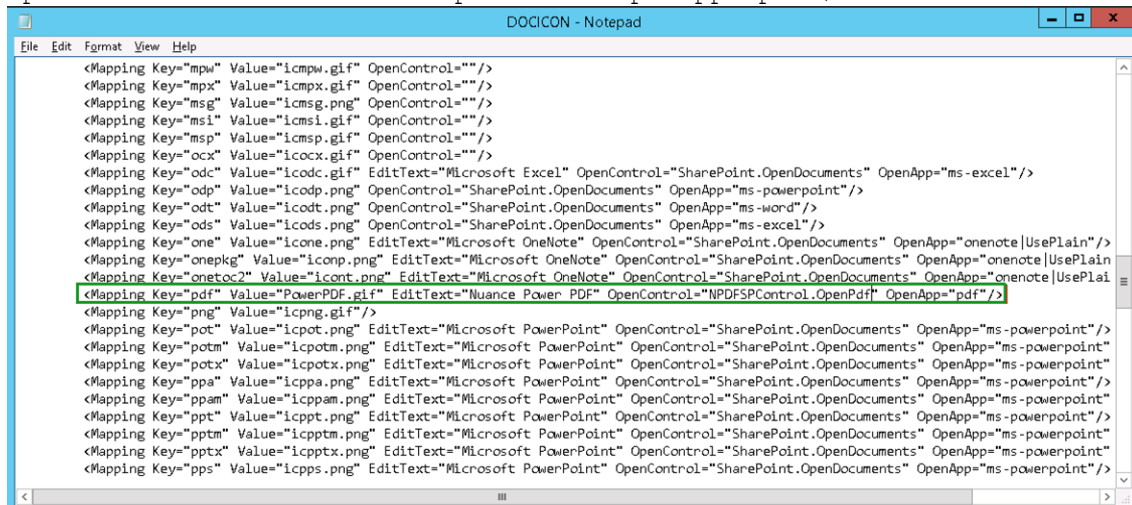 DOCICON - Notepad
File Edit Format View Help
<Mapping Key="mpw" Value="icmpw.gif" OpenControl=""/>
<Mapping Key="mpx" Value="icmpx.gif" OpenControl=""/>
<Mapping Key="msg" Value="icmsg.png" OpenControl=""/>
<Mapping Key="msi" Value="icmsi.gif" OpenControl=""/>
<Mapping Key="msp" Value="icmsp.gif" OpenControl=""/>
<Mapping Key="ocx" Value="icocx.gif" OpenControl=""/>
<Mapping Key="odc" Value="icodc.gif" EditText="Microsoft Excel" OpenControl="SharePoint.OpenDocuments" OpenApp="ms-excel"/>
<Mapping Key="odp" Value="icodp.png" OpenControl="SharePoint.OpenDocuments" OpenApp="ms-powerpoint"/>
<Mapping Key="odt" Value="icodt.png" OpenControl="SharePoint.OpenDocuments" OpenApp="ms-word"/>
<Mapping Key="ods" Value="icods.png" OpenControl="SharePoint.OpenDocuments" OpenApp="ms-excel"/>
<Mapping Key="one" Value="icone.png" EditText="Microsoft OneNote" OpenControl="SharePoint.OpenDocuments" OpenApp="onenote|UsePlain"/>
<Mapping Key="onepkg" Value="iconp.png" EditText="Microsoft OneNote" OpenControl="SharePoint.OpenDocuments" OpenApp="onenote|UsePlain
<Mapping Key="onetoc2" Value="icont.png" EditText="Microsoft OneNote" OpenControl="SharePoint.OpenDocuments" OpenApp="onenote|UsePlai
<Mapping Key="pdf" Value="PowerPDF.gif" EditText="Nuance Power PDF" OpenControl="NPDFSPControl.OpenPdf" OpenApp="pdf"/>
<Mapping Key="png" Value="icpng.gif"/>
<Mapping Key="pot" Value="icpot.png" EditText="Microsoft PowerPoint" OpenControl="SharePoint.OpenDocuments" OpenApp="ms-powerpoint"/>
<Mapping Key="potm" Value="icpotm.png" EditText="Microsoft PowerPoint" OpenControl="SharePoint.OpenDocuments" OpenApp="ms-powerpoint"
<Mapping Key="potx" Value="icpotx.png" EditText="Microsoft PowerPoint" OpenControl="SharePoint.OpenDocuments" OpenApp="ms-powerpoint"
<Mapping Key="ppa" Value="icppa.png" EditText="Microsoft PowerPoint" OpenControl="SharePoint.OpenDocuments" OpenApp="ms-powerpoint"/>
<Mapping Key="ppam" Value="icppam.png" EditText="Microsoft PowerPoint" OpenControl="SharePoint.OpenDocuments" OpenApp="ms-powerpoint"
<Mapping Key="ppt" Value="icppt.png" EditText="Microsoft PowerPoint" OpenControl="SharePoint.OpenDocuments" OpenApp="ms-powerpoint"/>
<Mapping Key="pptm" Value="icpptm.png" EditText="Microsoft PowerPoint" OpenControl="SharePoint.OpenDocuments" OpenApp="ms-powerpoint"
<Mapping Key="pptx" Value="icpptx.png" EditText="Microsoft PowerPoint" OpenControl="SharePoint.OpenDocuments" OpenApp="ms-powerpoint"
<Mapping Key="pps" Value="icpps.png" EditText="Microsoft PowerPoint" OpenControl="SharePoint.OpenDocuments" OpenApp="ms-powerpoint"/>